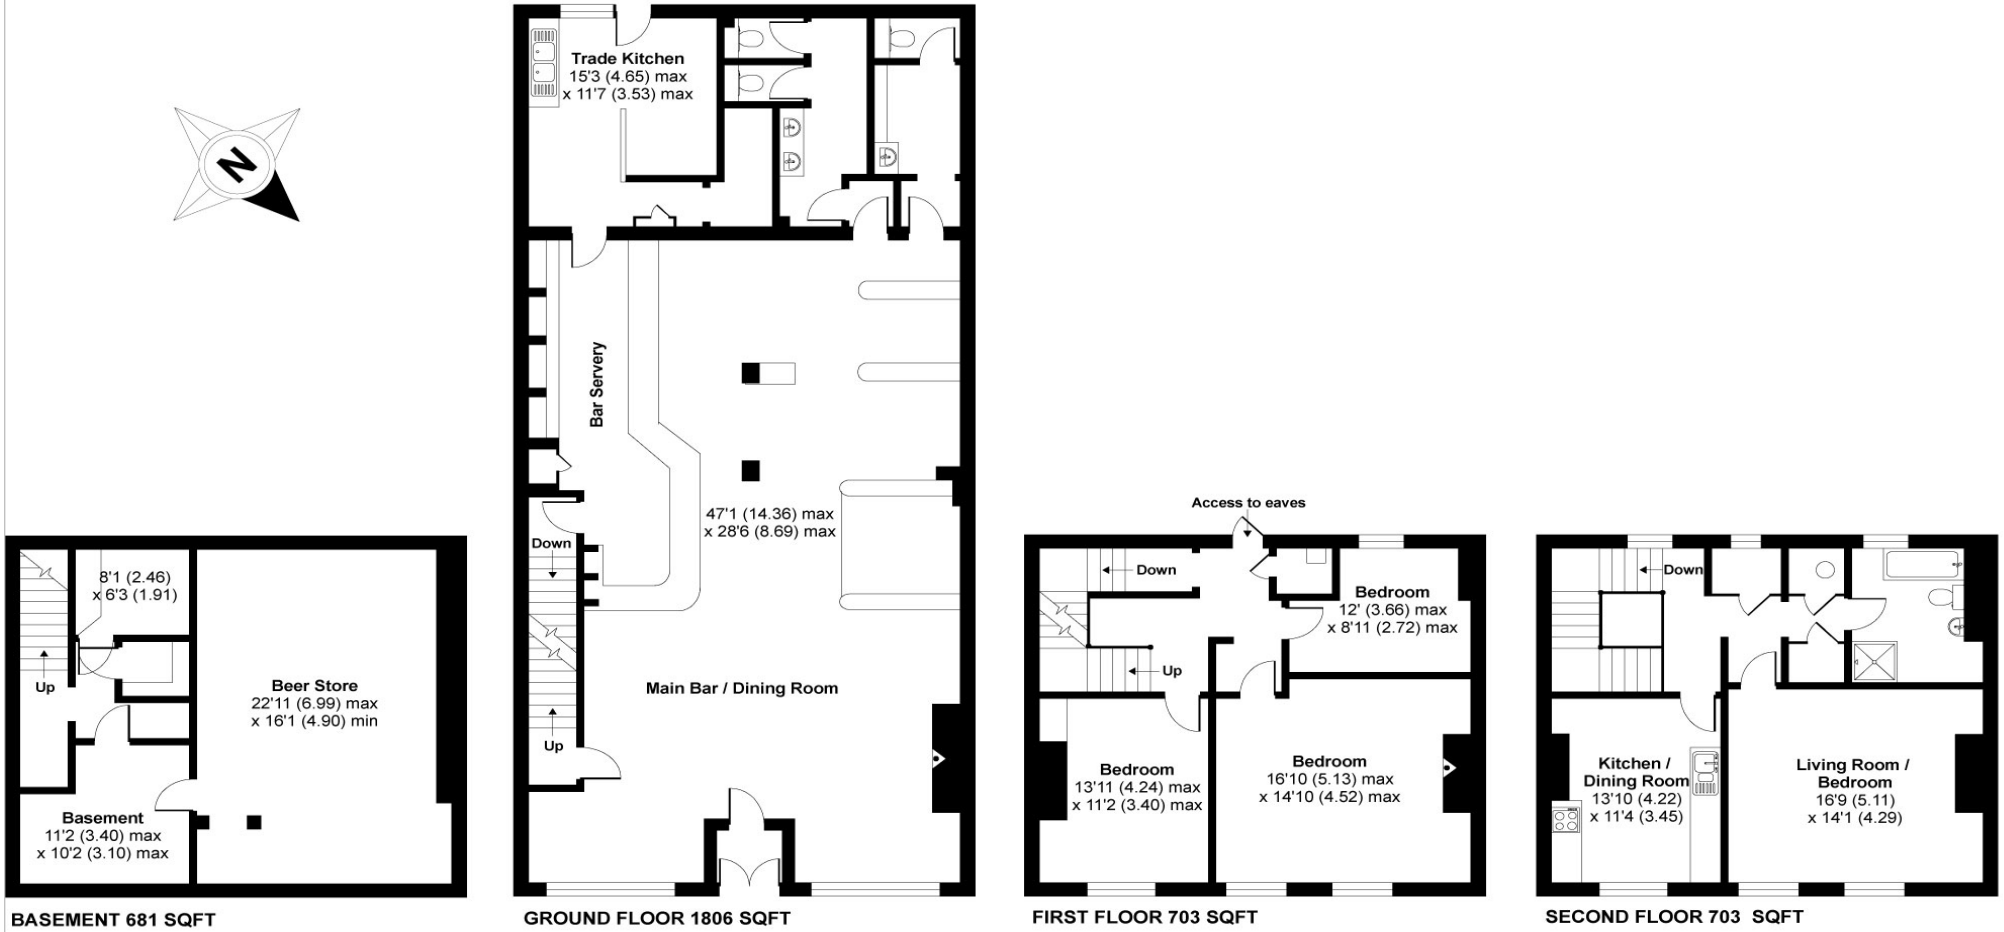 N
8'1 (2.46)
x 6'3 (1.91)
Up
Beer Store
22'11 (6.99) max
x 16'1 (4.90) min
Basement
11'2 (3.40) max
x 10'2 (3.10) max
BASEMENT 681 SQFT
Trade Kitchen
15'3 (4.65) max
x 11'7 (3.53) max
Bar Servery
47'1 (14.36) max
x 28'6 (8.69) max
Down
Main Bar / Dining Room
Up
GROUND FLOOR 1806 SQFT
Access to eaves
Down
Bedroom
12' (3.66) max
x 8'11 (2.72) max
Up
Bedroom
13'11 (4.24) max
x 11'2 (3.40) max
Bedroom
16'10 (5.13) max
x 14'10 (4.52) max
FIRST FLOOR 703 SQFT
Down
Kitchen /
Dining Room
13'10 (4.22)
x 11'4 (3.45)
Living Room /
Bedroom
16'9 (5.11)
x 14'1 (4.29)
SECOND FLOOR 703 SQFT